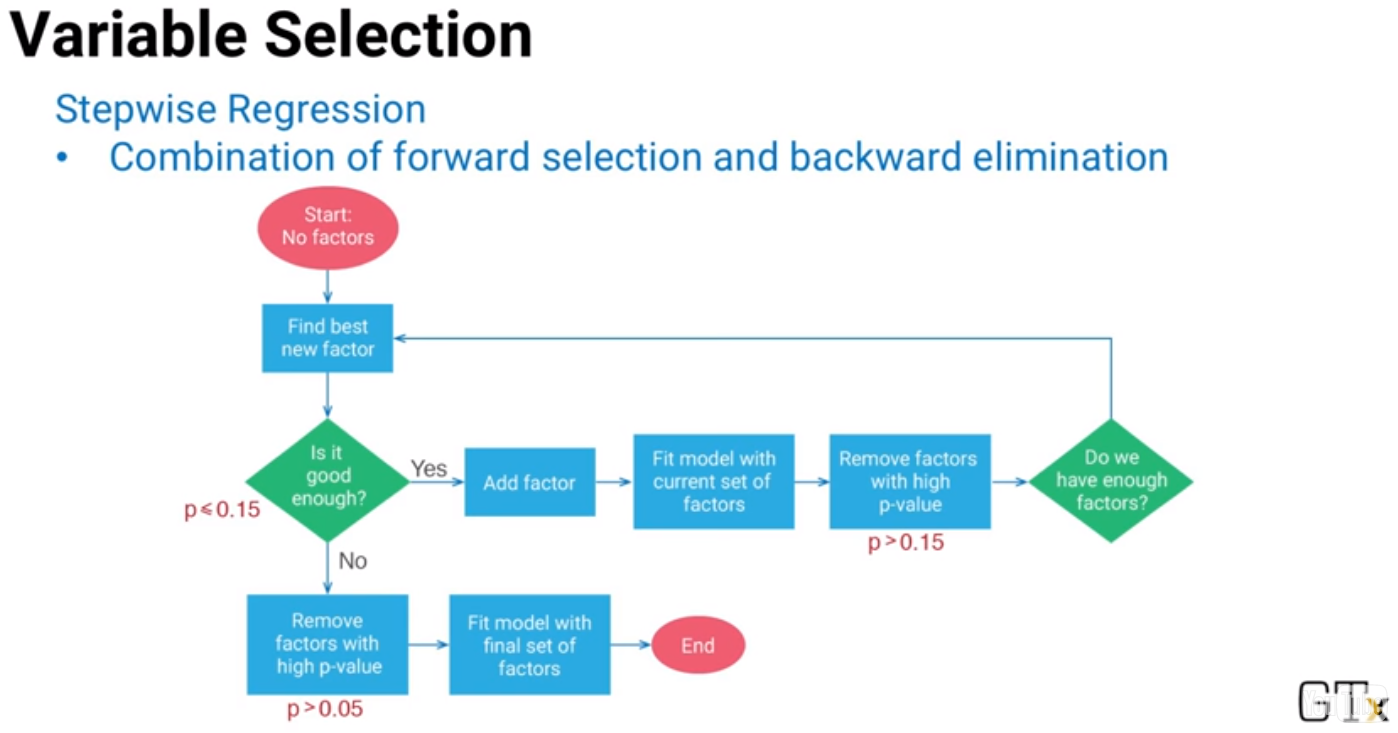 Variable Selection
Stepwise Regression
• Combination of forward selection and backward elimination
Start:
No factors
Find best
new factor
Is it
good
enough?
p≤0.15
Yes
Add factor
Fit model with
current set of
factors
Remove factors
with high
p-value
p>0.15
Do we
have enough
factors?
No
Remove
factors with
high p-value
p>0.05
Fit model with
final set of
factors
End
GTx